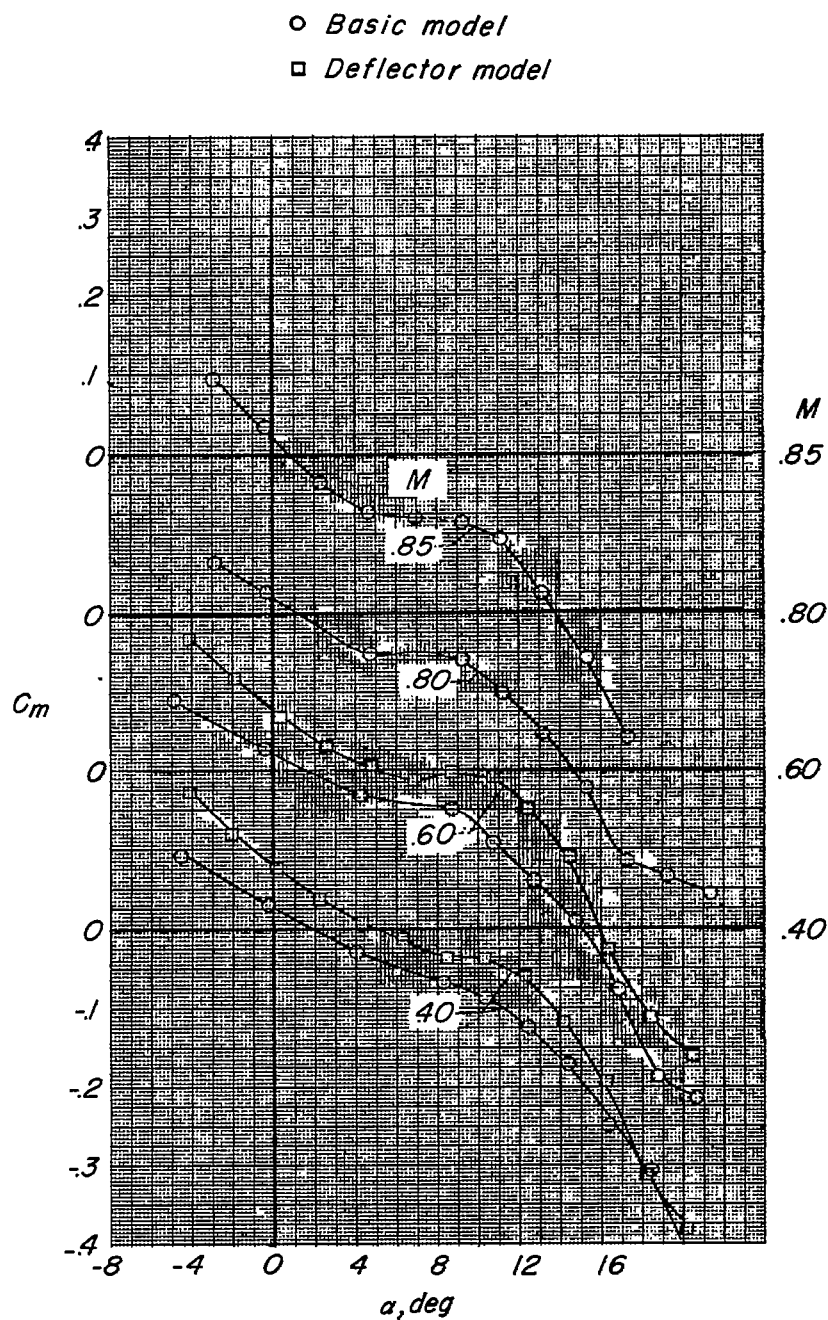 Basic model
Deflector model
.4
.3
.2
.1
0
0
0
0
-.1
-.2
-.3
-.4
Cm
M
.85
.80
.60
.40
M
.85
.80
.60
.40
-8 -4 0 4 8 12 16
α, deg